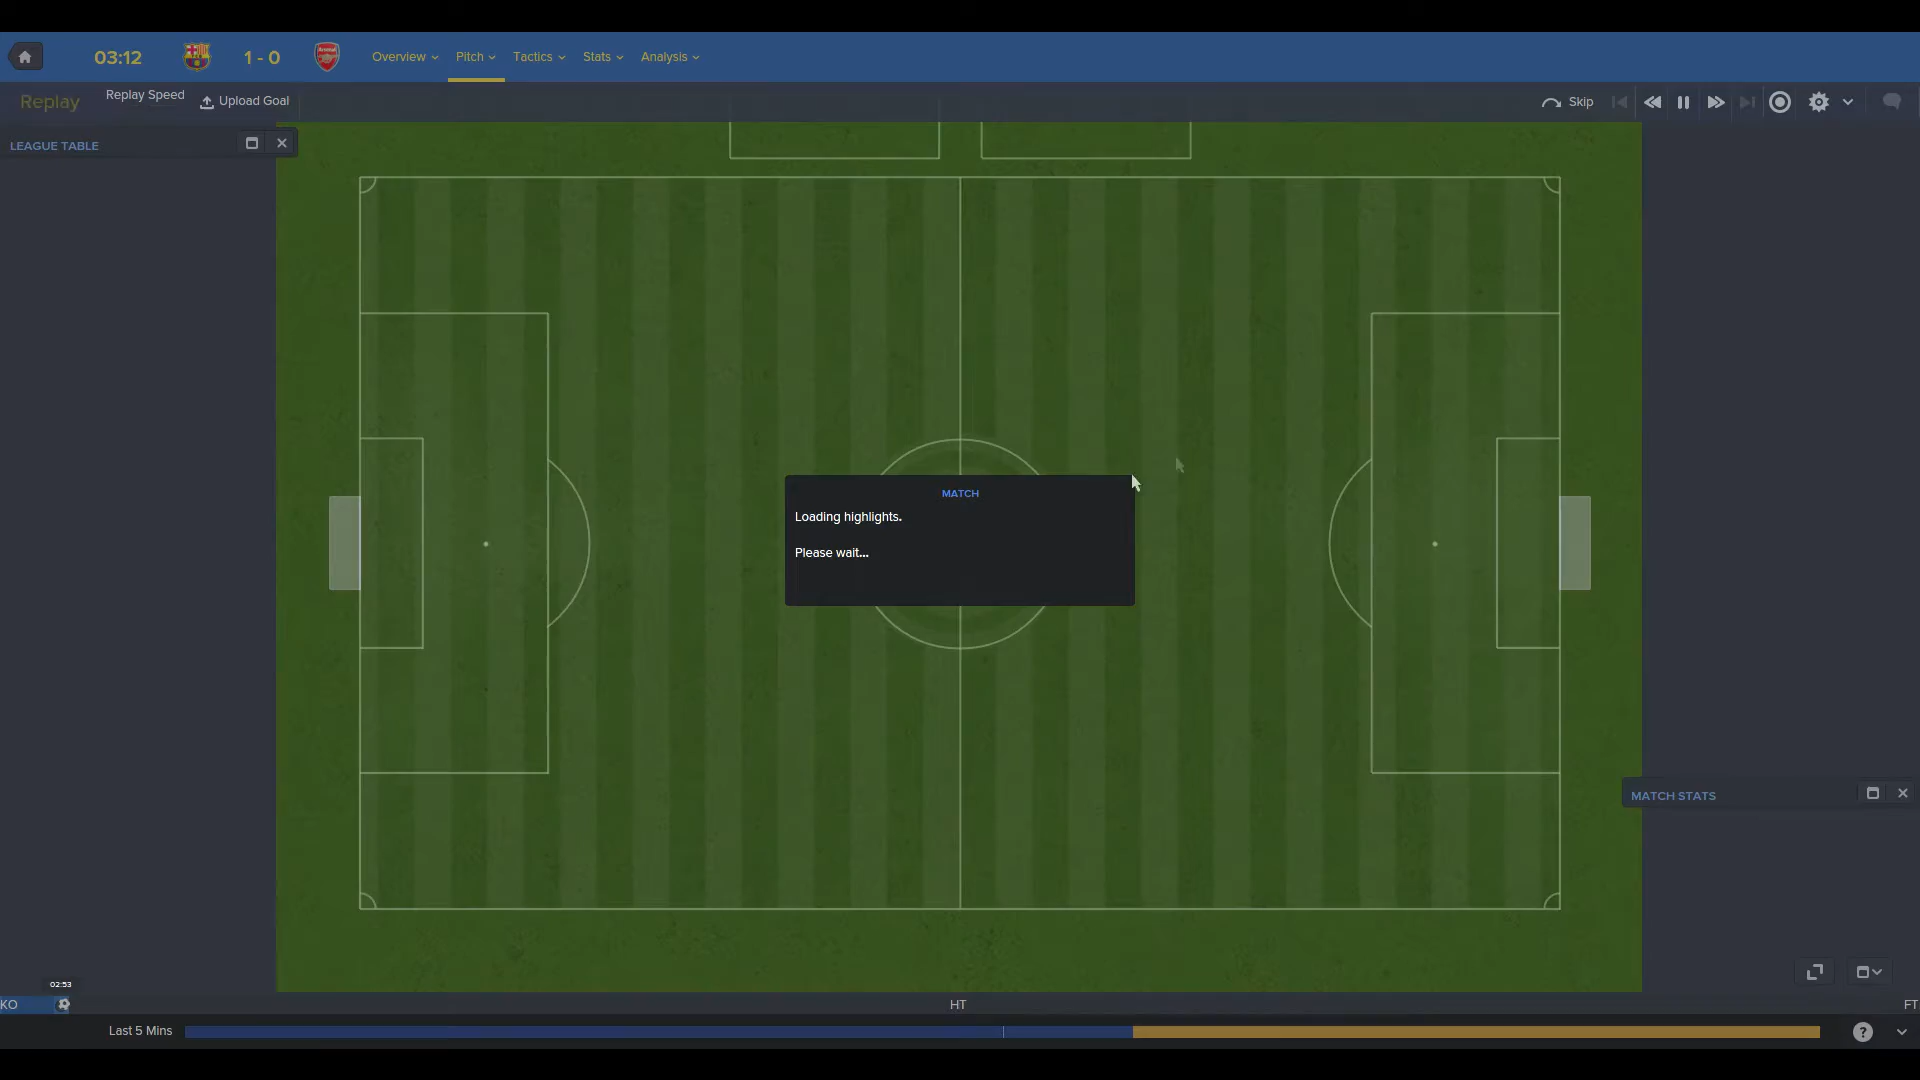 03:12
1 - 0
Overview
Pitch
Tactics
Stats
Analysis
Replay
Replay Speed
Upload Goal
Skip
LEAGUE TABLE
MATCH
Loading highlights.
Please wait...
MATCH STATS
02:53
KO
HT
FT
Last 5 Mins
?